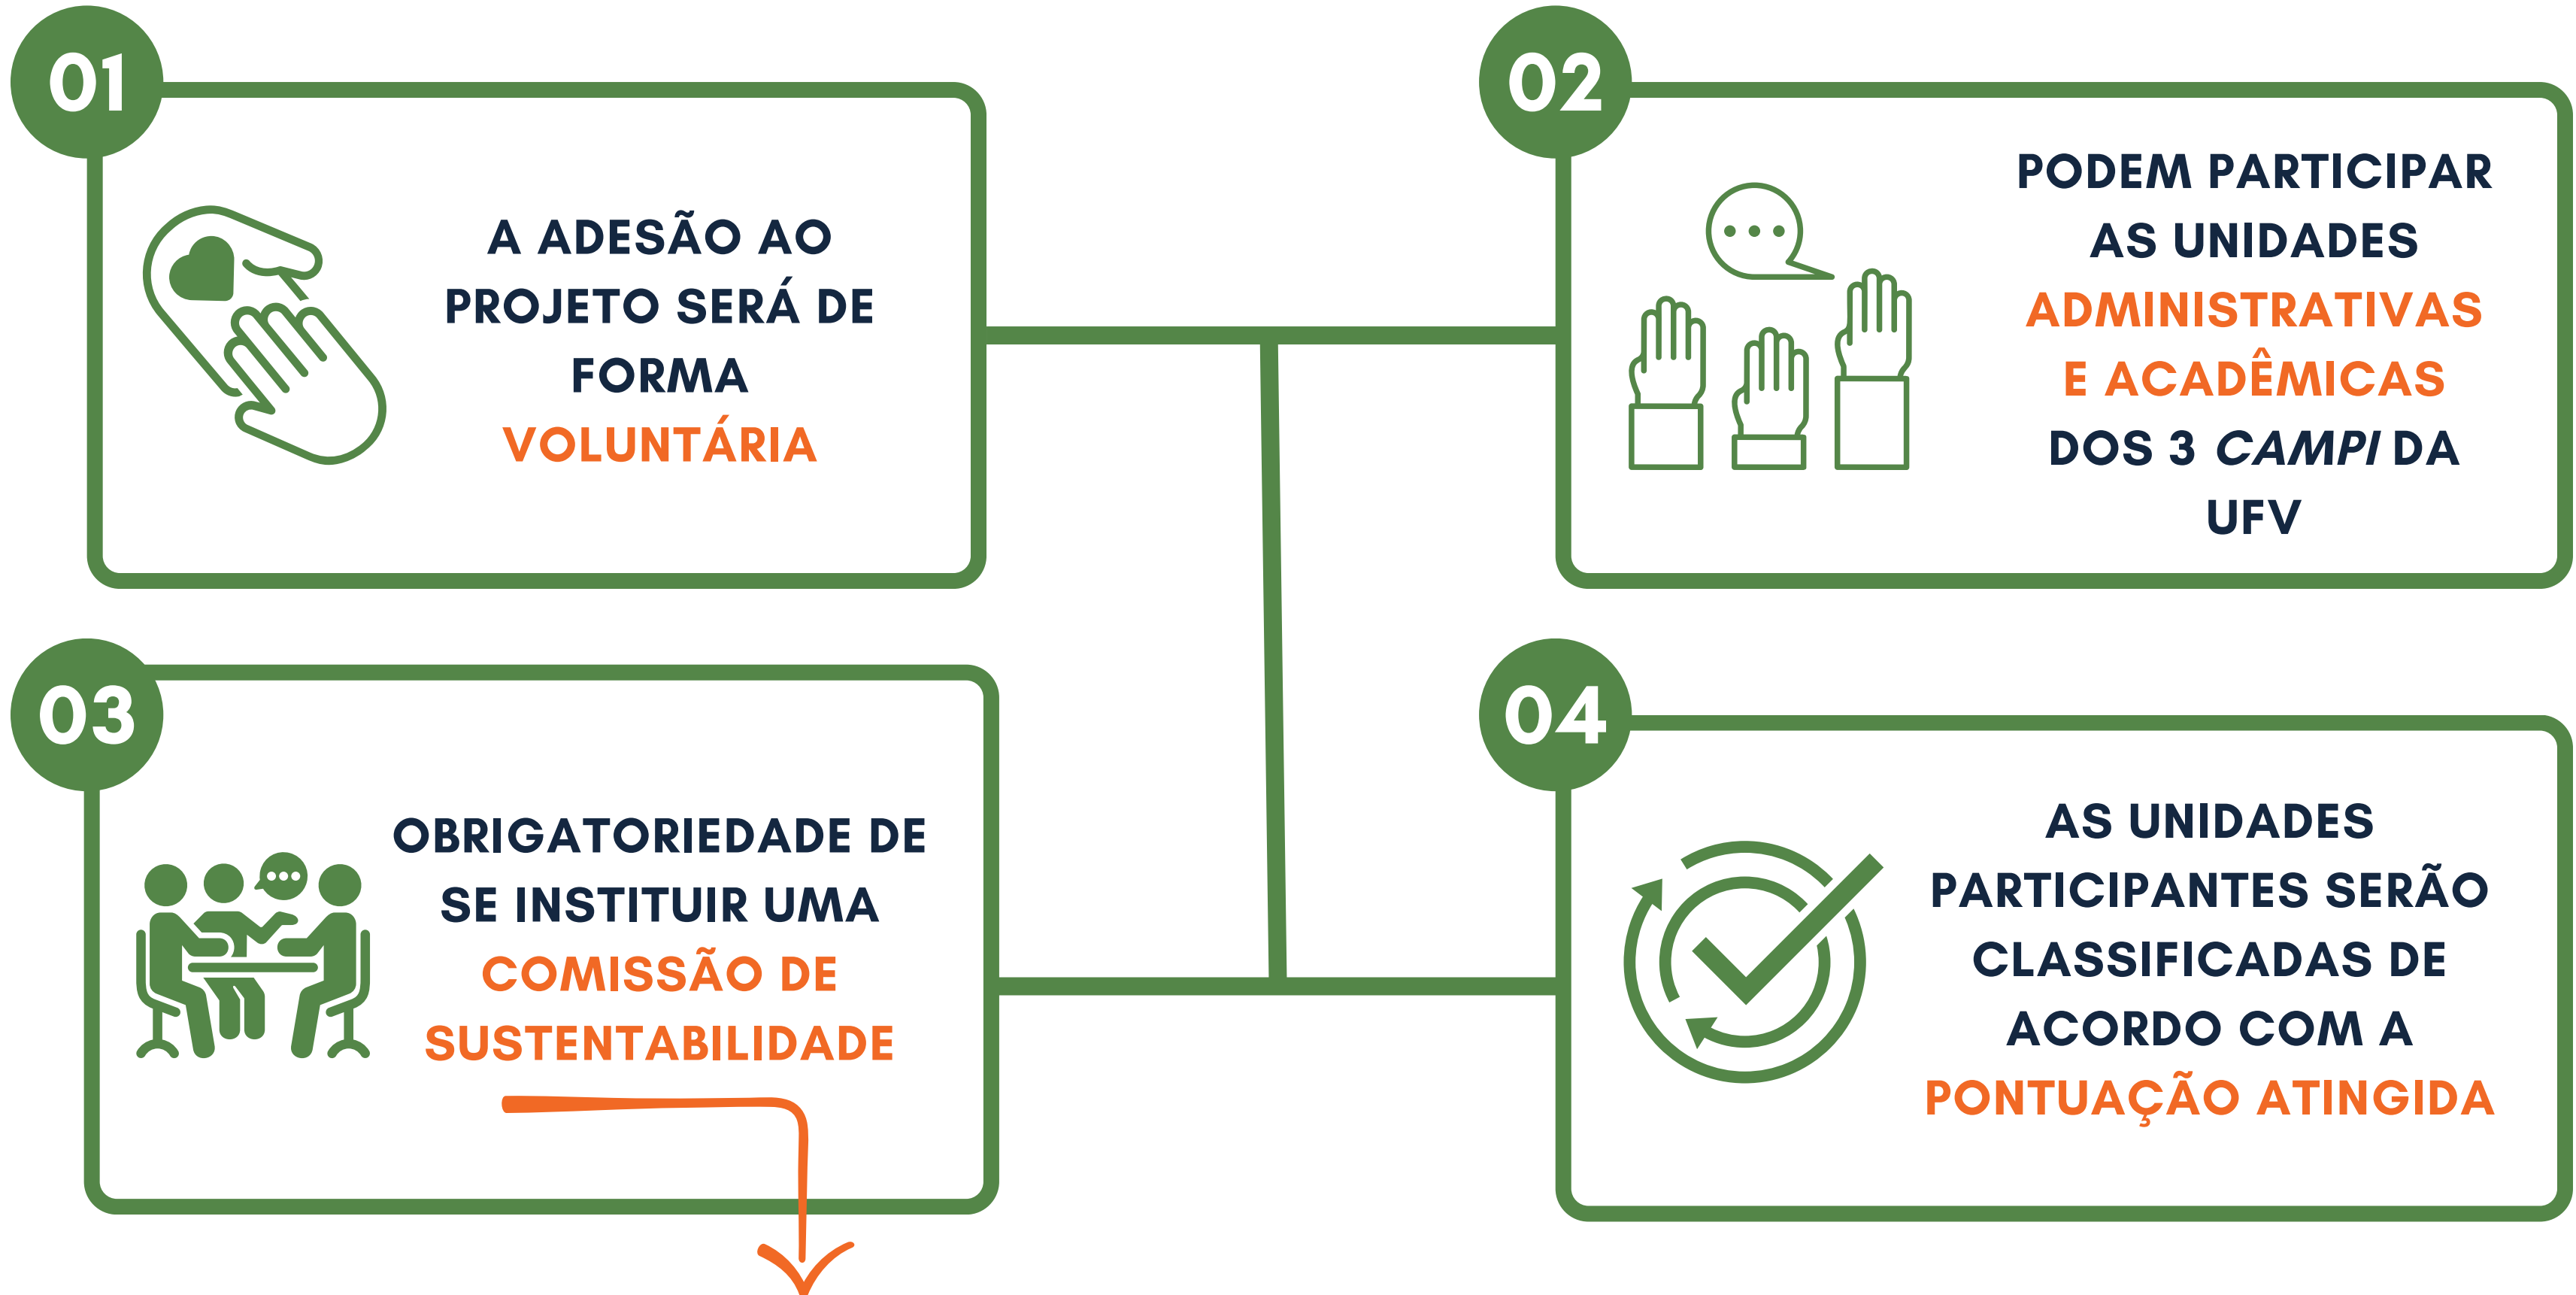 01
A ADESÃO AO
PROJETO SERÁ DE
FORMA
VOLUNTÁRIA
02
PODEM PARTICIPAR
AS UNIDADES
ADMINISTRATIVAS
E ACADÊMICAS
DOS 3 CAMPI DA
UFV
03
OBRIGATORIEDADE DE
SE INSTITUIR UMA
COMISSÃO DE
SUSTENTABILIDADE
04
AS UNIDADES
PARTICIPANTES SERÃO
CLASSIFICADAS DE
ACORDO COM A
PONTUAÇÃO ATINGIDA